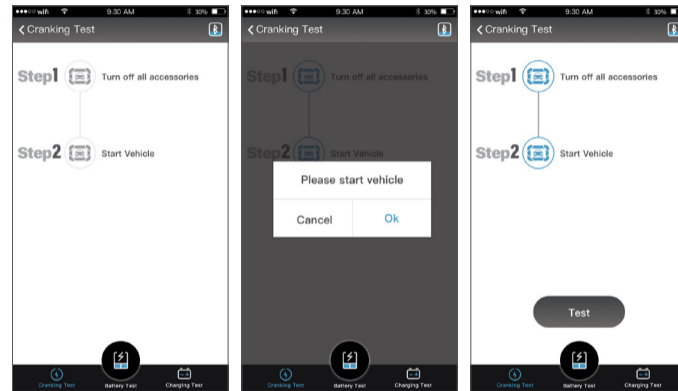 wifi 9:30 AM 30%
Cranking Test
Step1 Turn off all accessories
Step2 Start Vehicle
Cranking Test Battery Test Charging Test
wifi 9:30 AM 30%
Cranking Test
Step1 Turn off all accessories
Step2 Start Vehicle
Please start vehicle
Cancel Ok
Cranking Test Battery Test Charging Test
wifi 9:30 AM 30%
Cranking Test
Step1 Turn off all accessories
Step2 Start Vehicle
Test
Cranking Test Battery Test Charging Test